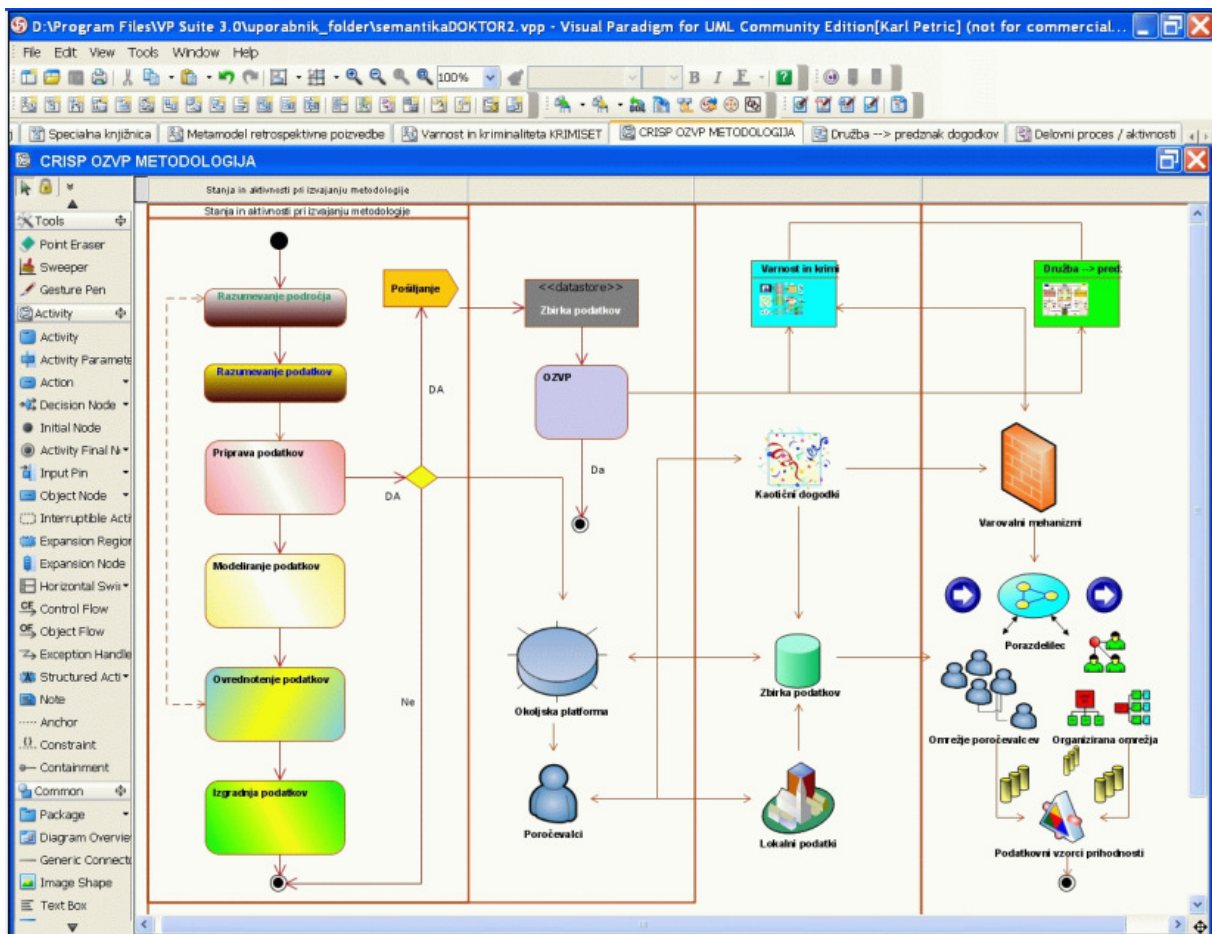 D:\Program Files\VP Suite 3.0\uporabnik_folder\semantikaDOKTOR2.vpp - Visual Paradigm for UML Community Edition[Karl Petric] (not for commercial...
File Edit View Tools Window Help
100%
B I F
Specialna knjižnica
Metamodel retrospektivne poizvedbe
Varnost in kriminaliteta KRIMISET
CRISP OZVP METODOLOGIJA
Družba --> predznak dogodkov
Delovni proces / aktivnosti
CRISP OZVP METODOLOGIJA
Tools
Point Eraser
Sweeper
Gesture Pen
Activity
Activity
Activity Paramete
Action
Decision Node
Initial Node
Activity Final N
Input Pin
Object Node
Interruptible Acti
Expansion Region
Expansion Node
Horizontal Swi
Control Flow
Object Flow
Exception Handle
Structured Acti
Note
Anchor
Constraint
Containment
Common
Package
Diagram Overvie
Generic Connect
Image Shape
Text Box
Stanja in aktivnosti pri izvajanju metodologije
Stanja in aktivnosti pri izvajanju metodologije
Razumevanje področja
Razumevanje podatkov
Priprava podatkov
Modeliranje podatkov
Ovrednotenje podatkov
Izgradnja podatkov
Pošiljanje
DA
DA
Ne
<<datastore>>
Zbirka podatkov
OZVP
Da
Okoljska platforma
Poročevalci
Varnost in krimi
Kaotični dogodki
Zbirka podatkov
Lokalni podatki
Družba --> pred
Varovalni mehanizmi
Porazdelilec
Omrežje poročevalcev
Organizirana omrežja
Podatkovni vzorci prihodnosti